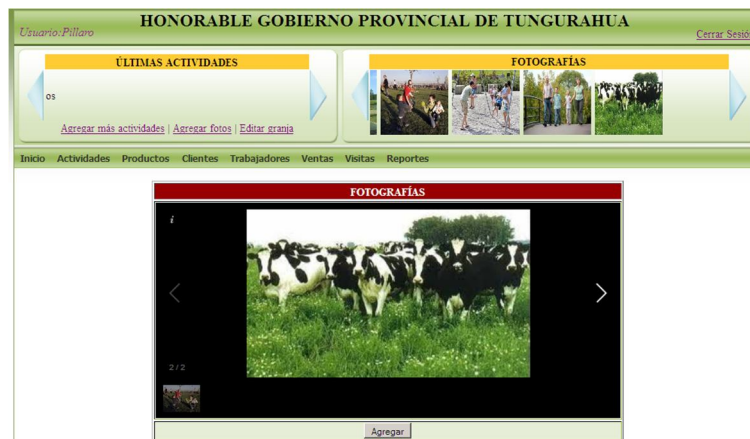 HONORABLE GOBIERNO PROVINCIAL DE TUNGURAHUA
Usuario:Pillaro
Cerrar Sesió
ÚLTIMAS ACTIVIDADES
os
Agregar más actividades | Agregar fotos | Editar granja
FOTOGRAFÍAS
Inicio Actividades Productos Clientes Trabajadores Ventas Visitas Reportes
FOTOGRAFÍAS
i
2 / 2
Agregar